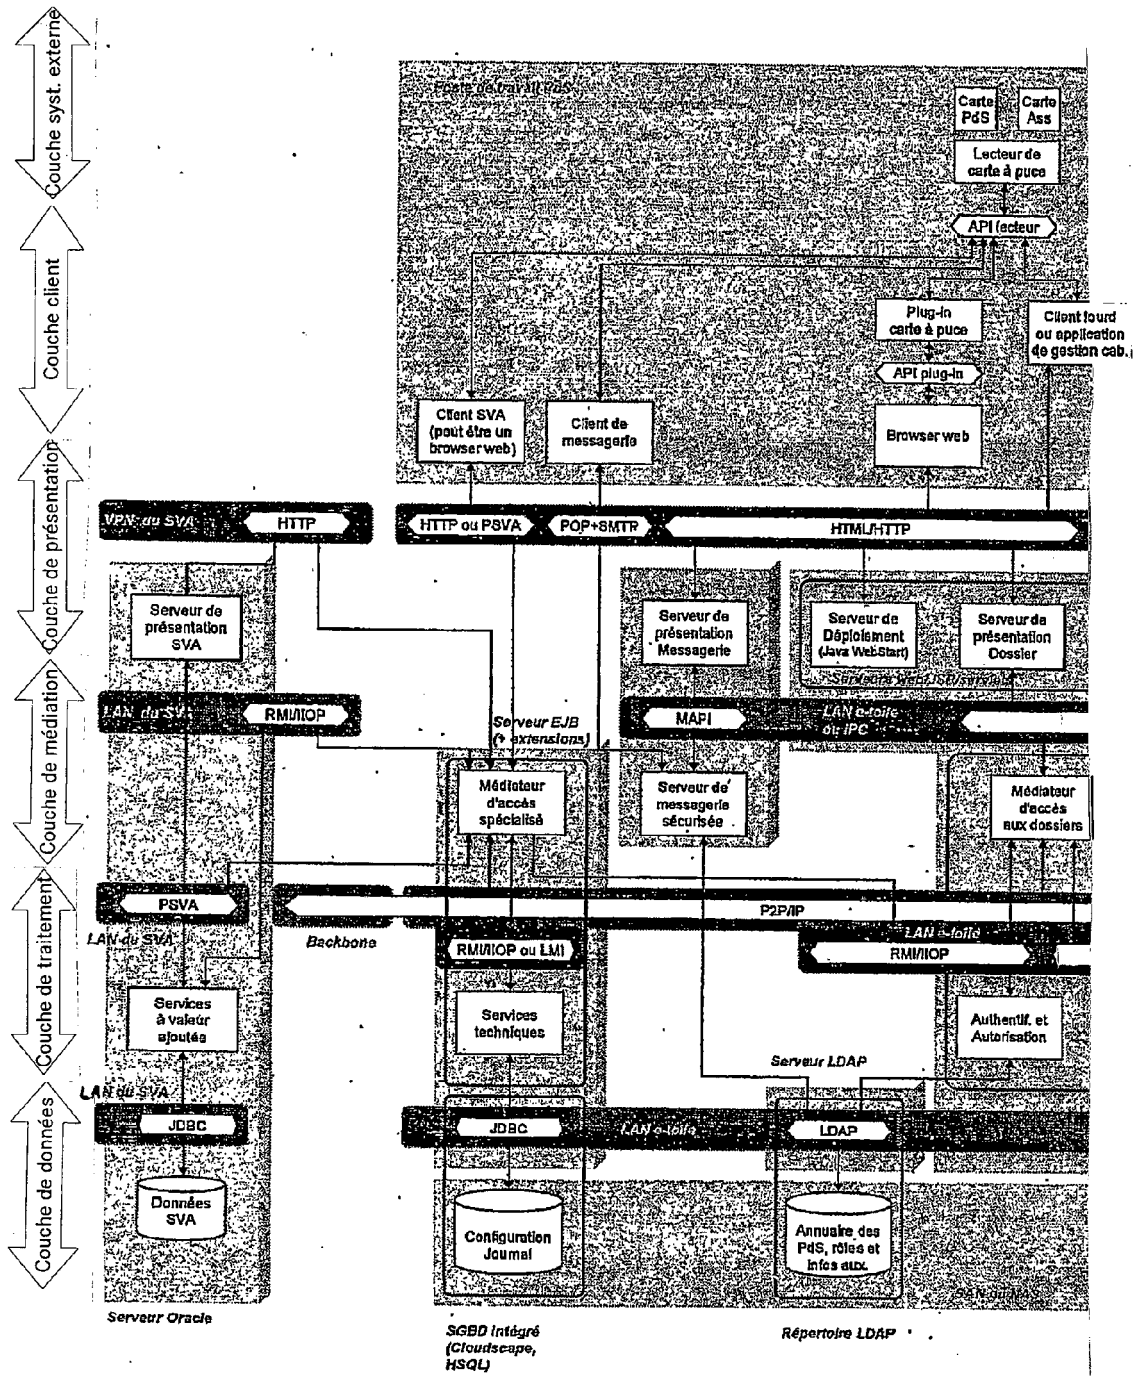 Couche syst. externe
Couche client
Couche de présentation
Couche de médiation
Couche de traitement
Couche de données
Poste de travail PdS
Carte
PdS
Carte
Ass
Lecteur de
carte à puce
API lecteur
Plug-in
carte à puce
Client lourd
ou application
de gestion cab.
API plug-in
Client SVA
(peut être un
browser web)
Client de
messagerie
Browser web
VPN du SVA
HTTP
HTTP ou PSVA
POP+SMTP
HTML/HTTP
Serveur de
présentation
SVA
Serveur de
présentation
Messagerie
Serveur de
Déploiement
(Java WebStart)
Serveur de
présentation
Dossier
LAN du SVA
RMI/IIOP
Serveur EJB
(+ extensions)
MAPI
LAN e-toile
ou IPC
Médiateur
d'accès
spécialisé
Serveur de
messagerie
sécurisée
Médiateur
d'accès
aux dossiers
PSVA
P2P/IP
LAN du SVA
Backbone
LAN e-toile
RMI/IIOP ou LMI
RMI/IIOP
Services
à valeur
ajoutée
Services
techniques
Authentif. et
Autorisation
Serveur LDAP
LAN du SVA
JDBC
JDBC
LAN e-toile
LDAP
Données
SVA
Configuration
Journal
Annuaire des
PdS, rôles et
infos aux.
Serveur Oracle
SGBD intégré
(Cloudscape,
HSQL)
Répertoire LDAP